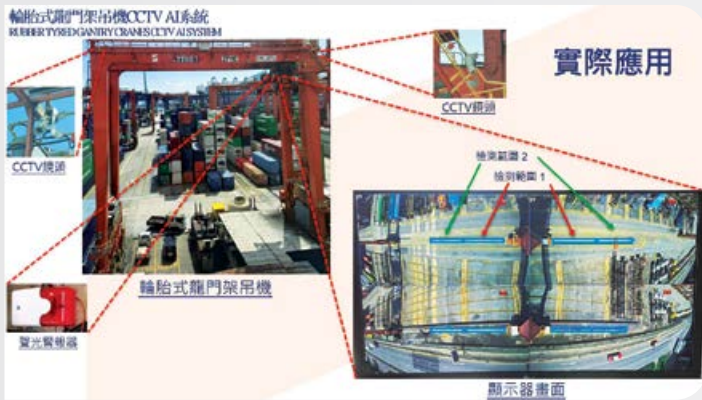 輪胎式龍門架吊機CCTV AI系統
RUBBER TYRED GANTRY CRANES CCTV AI SYSTEM
實際應用
CCTV鏡頭
CCTV鏡頭
檢測範圍 2
檢測範圍 1
輪胎式龍門架吊機
聲光警報器
顯示器畫面